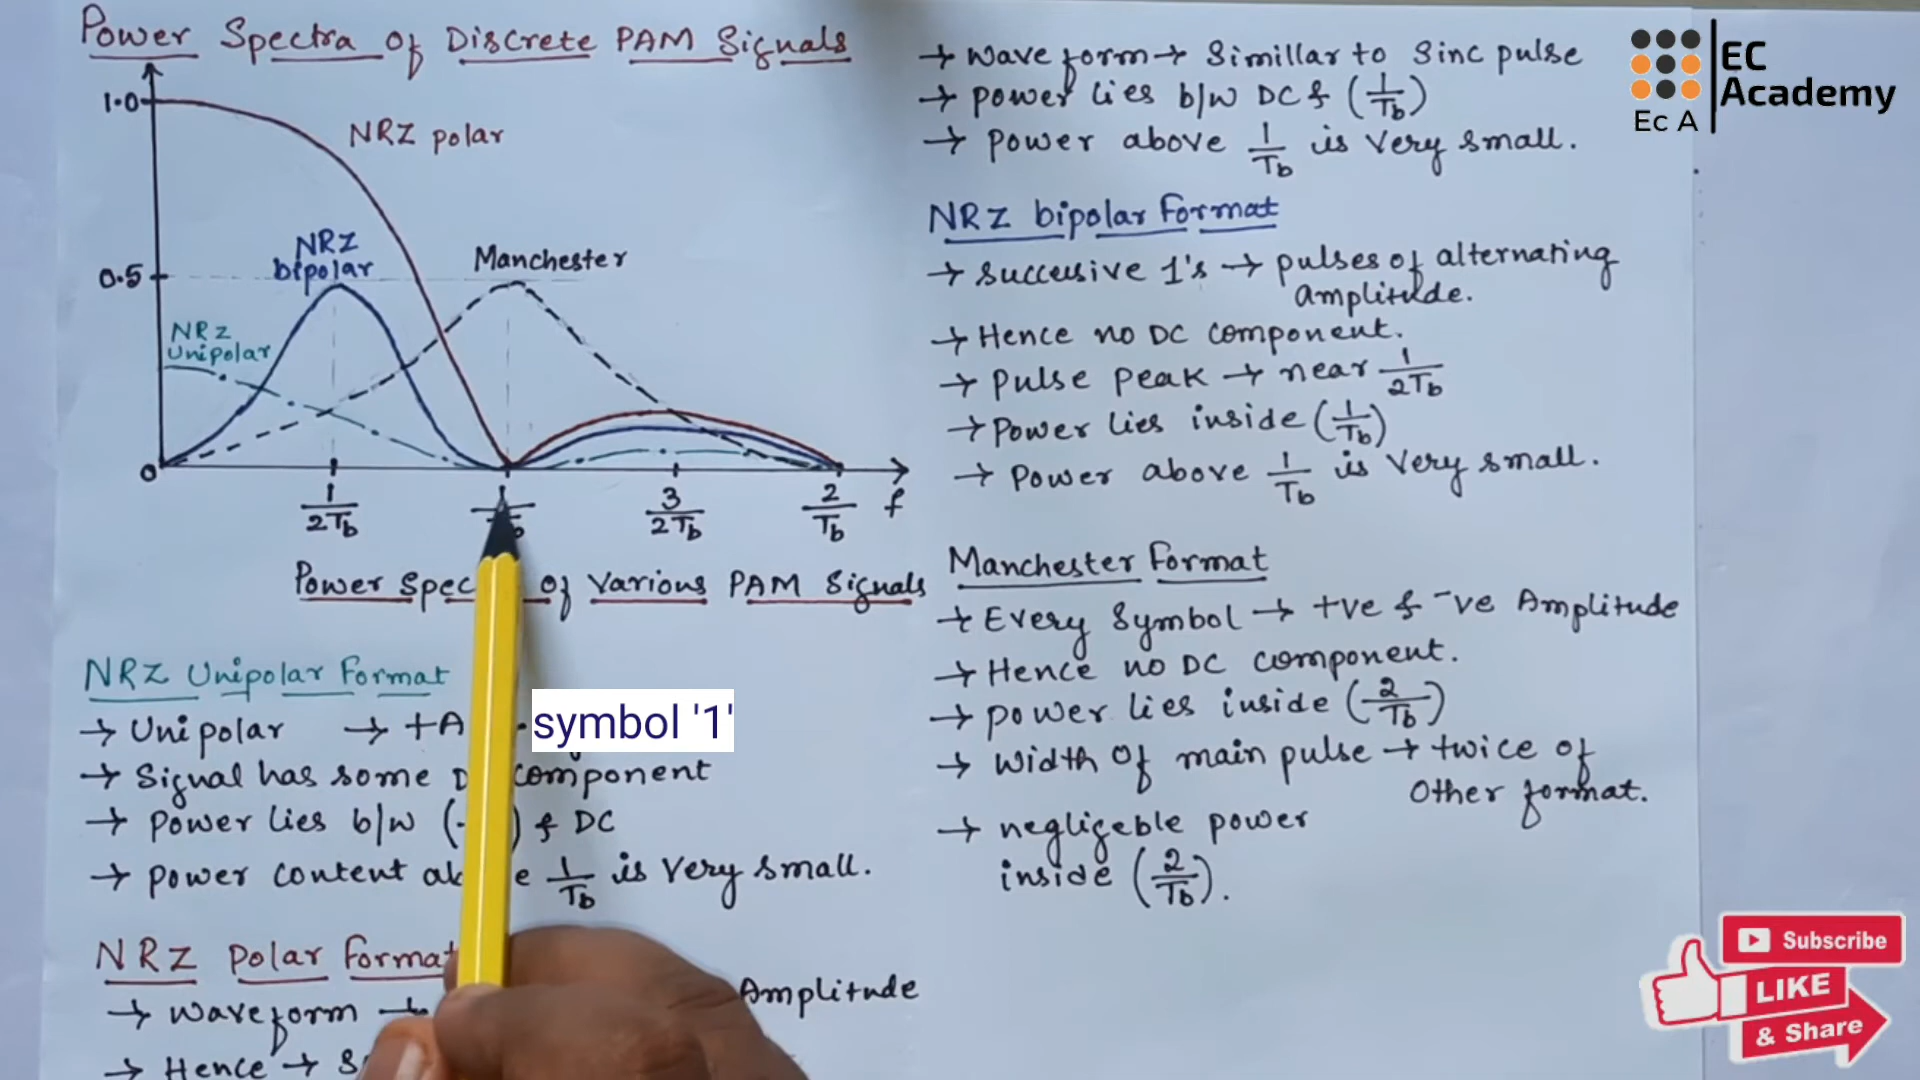 Power Spectra of Discrete PAM Signals
1.0
NRZ polar
NRZ
bipolar
Manchester
0.5
NRZ
Unipolar
0
1/2Tb
1/Tb
3/2Tb
2/Tb
f
Power Spec of Various PAM Signals
NRZ Unipolar Format
→ Unipolar → +A symbol '1'
→ Signal has some component
→ Power lies b/w ( ) & DC
→ Power content 1/Tb is Very small.
NRZ Polar Format
→ Waveform → Amplitude
→ Hence →
→ Wave form → Simillar to Sinc pulse
→ power lies b/w DC & (1/Tb)
→ power above 1/Tb is Very small.
NRZ bipolar Format
→ Succesive 1's → pulses of alternating
amplitude.
→ Hence no DC component.
→ Pulse Peak → near 1/2Tb
→ Power lies inside (1/Tb)
→ Power above 1/Tb is Very small.
Manchester Format
→ Every Symbol → +ve & -ve Amplitude
→ Hence no DC component.
→ power lies inside (2/Tb)
→ Width of main pulse → twice of
Other format.
→ negligeble power
inside (2/Tb).
EC
Academy
Ec A
Subscribe
LIKE
& Share